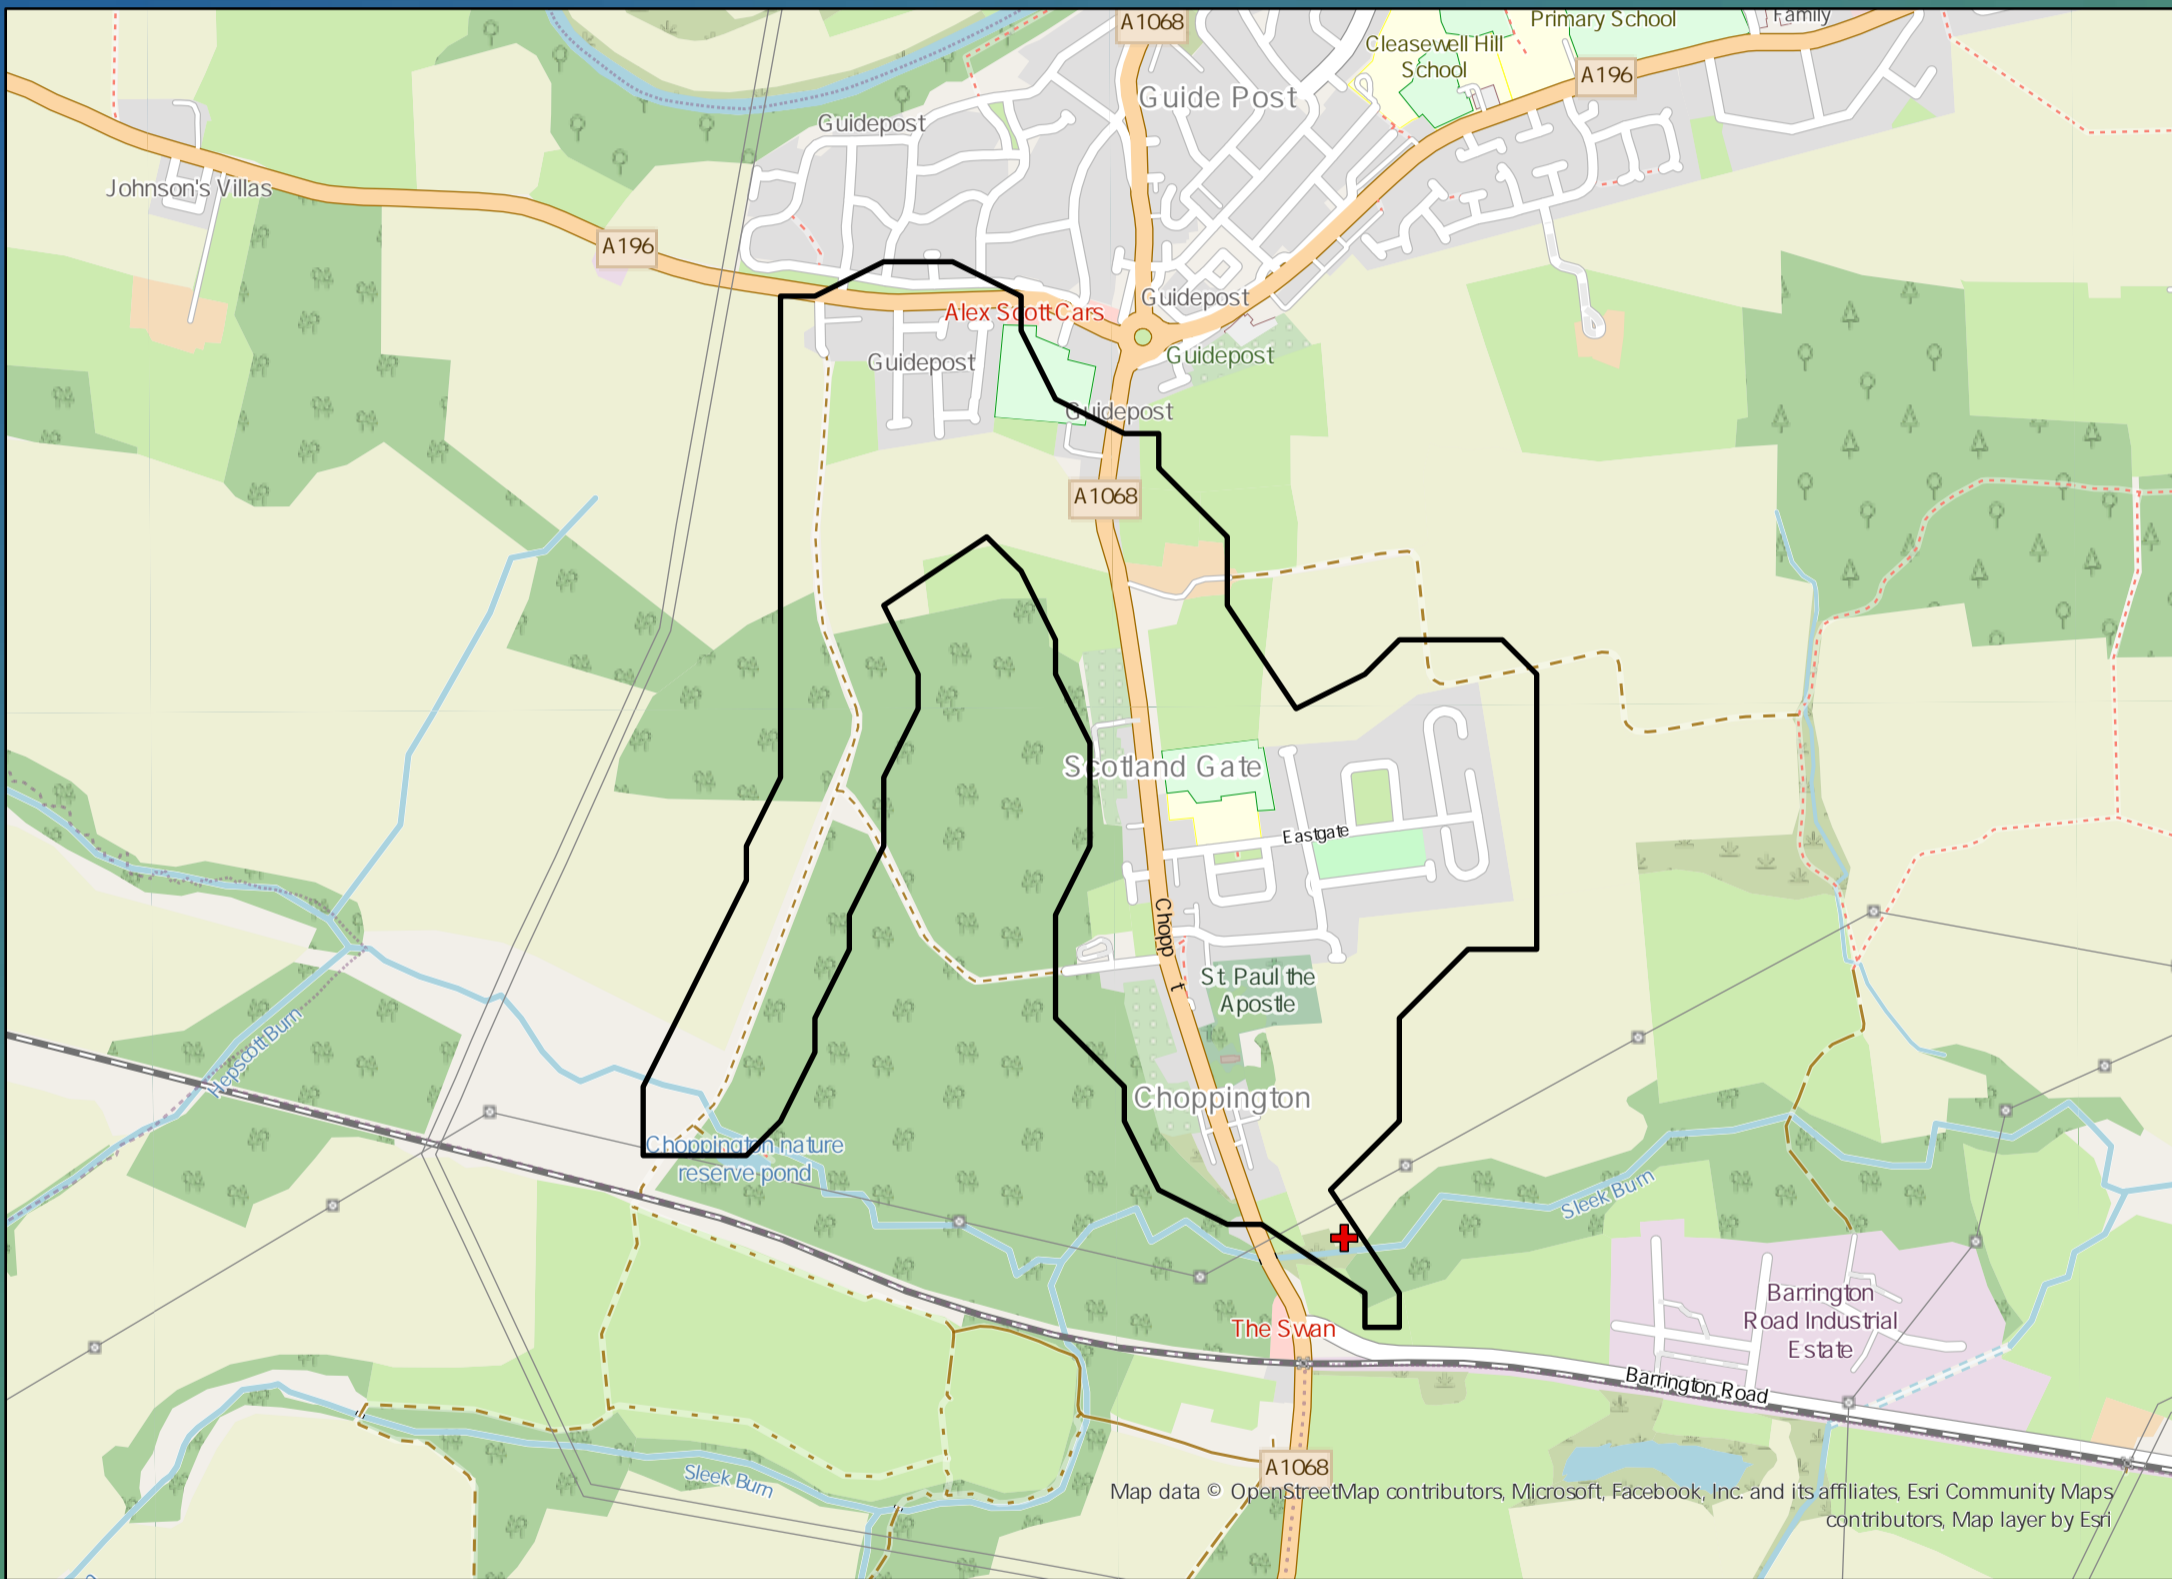 A1068
Primary School
Family
Cleasewell Hill
School
A196
Guide Post
Guidepost
Johnson's Villas
A196
Guidepost
Alex Scott Cars
Guidepost
Guidepost
Guidepost
A1068
Scotland Gate
Eastgate
Chopp
t
St. Paul the
Apostle
Hepscott Burn
Choppington
Choppington nature
reserve pond
Sleek Burn
Barrington
Road Industrial
Estate
The Swan
Barrington Road
A1068
Sleek Burn
Map data © OpenStreetMap contributors, Microsoft, Facebook, Inc. and its affiliates, Esri Community Maps
contributors, Map layer by Esri